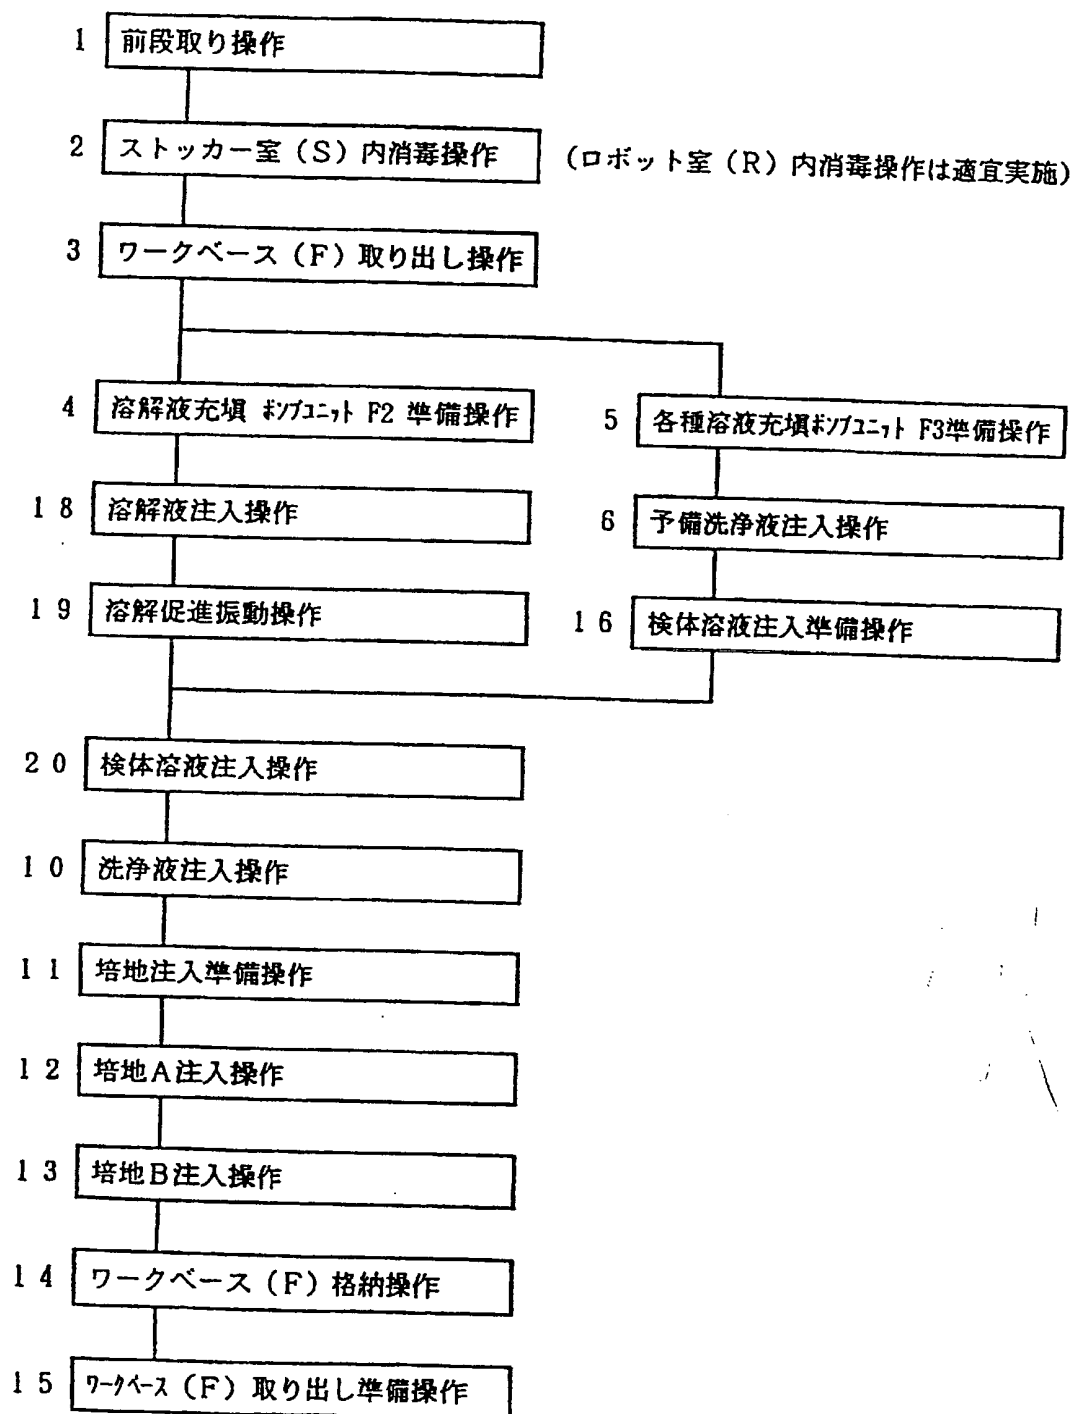 1 前段取り操作
2 ストッカー室（S）内消毒操作 （ロボット室（R）内消毒操作は適宜実施）
3 ワークベース（F）取り出し操作
4 溶解液充填 ポンプユニット F2 準備操作
5 各種溶液充填ポンプユニット F3準備操作
18 溶解液注入操作
6 予備洗浄液注入操作
19 溶解促進振動操作
16 検体溶液注入準備操作
20 検体溶液注入操作
10 洗浄液注入操作
11 培地注入準備操作
12 培地A注入操作
13 培地B注入操作
14 ワークベース（F）格納操作
15 ワークベース（F）取り出し準備操作